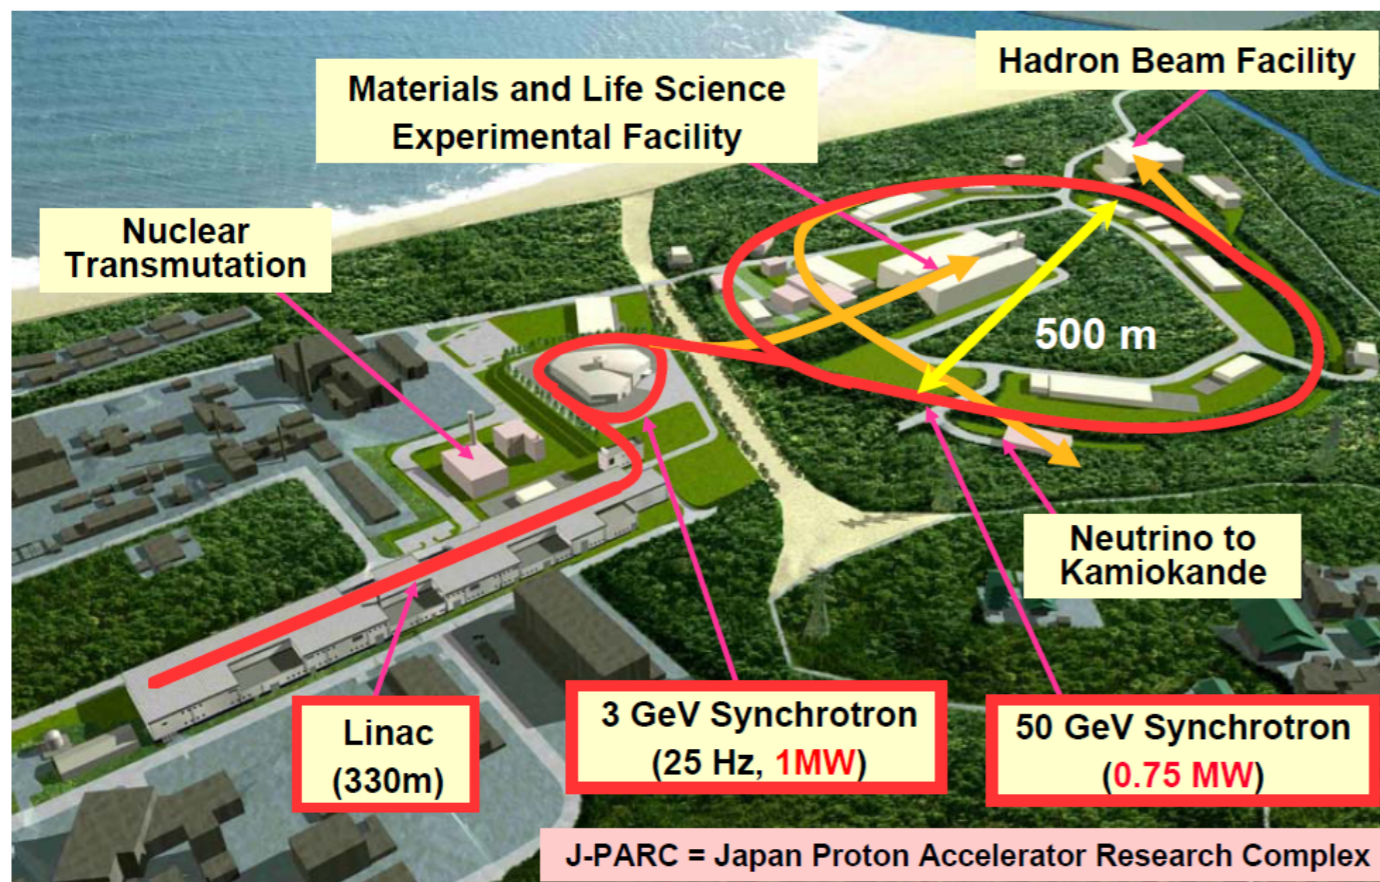 Hadron Beam Facility
Materials and Life Science
Experimental Facility
Nuclear
Transmutation
500 m
Neutrino to
Kamiokande
Linac
(330m)
3 GeV Synchrotron
(25 Hz, 1MW)
50 GeV Synchrotron
(0.75 MW)
J-PARC = Japan Proton Accelerator Research Complex